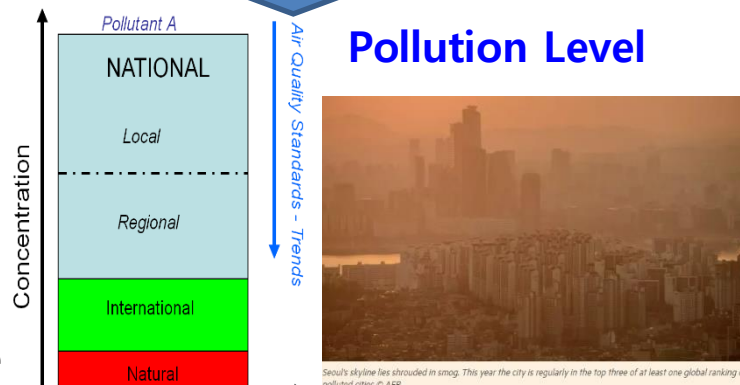 Pollutant A
NATIONAL
Local
Regional
International
Natural
Concentration
Air Quality Standards - Trends
Pollution Level
Seoul's skyline lies shrouded in smog. This year the city is regularly in the top three of at least one global ranking
polluted cities © AFP